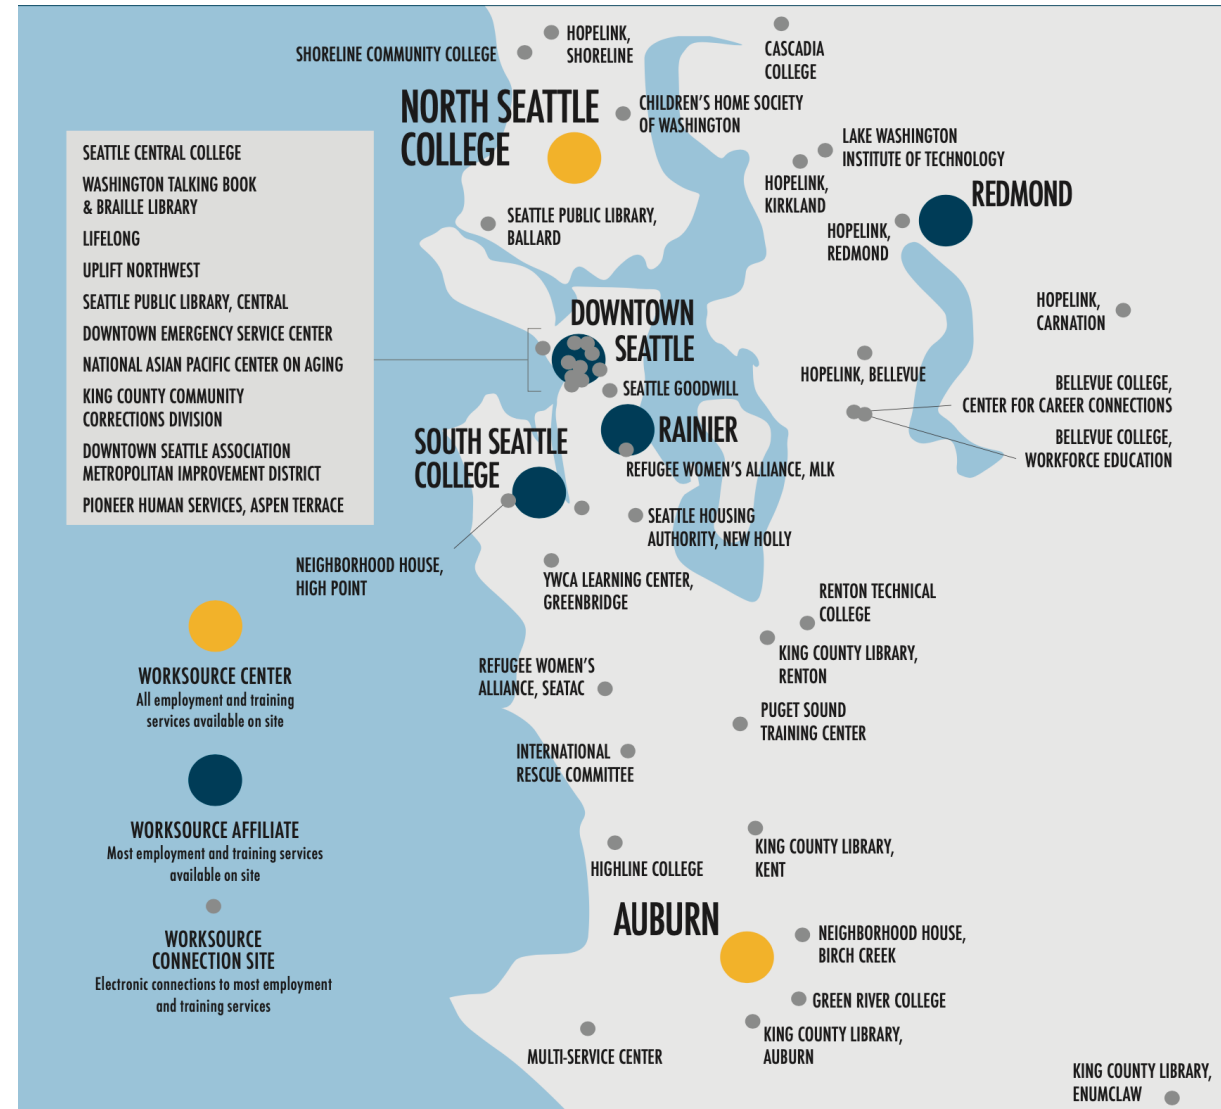 HOPELINK,
SHORELINE
SHORELINE COMMUNITY COLLEGE
CASCADIA
COLLEGE
NORTH SEATTLE
COLLEGE
CHILDREN'S HOME SOCIETY
OF WASHINGTON
LAKE WASHINGTON
INSTITUTE OF TECHNOLOGY
HOPELINK,
KIRKLAND
REDMOND
HOPELINK,
REDMOND
SEATTLE PUBLIC LIBRARY,
BALLARD
SEATTLE CENTRAL COLLEGE
WASHINGTON TALKING BOOK
& BRAILLE LIBRARY
LIFELONG
UPLIFT NORTHWEST
SEATTLE PUBLIC LIBRARY, CENTRAL
DOWNTOWN EMERGENCY SERVICE CENTER
NATIONAL ASIAN PACIFIC CENTER ON AGING
KING COUNTY COMMUNITY
CORRECTIONS DIVISION
DOWNTOWN SEATTLE ASSOCIATION
METROPOLITAN IMPROVEMENT DISTRICT
PIONEER HUMAN SERVICES, ASPEN TERRACE
DOWNTOWN
SEATTLE
HOPELINK,
CARNATION
HOPELINK, BELLEVUE
SEATTLE GOODWILL
BELLEVUE COLLEGE,
CENTER FOR CAREER CONNECTIONS
BELLEVUE COLLEGE,
WORKFORCE EDUCATION
RAINIER
REFUGEE WOMEN'S ALLIANCE, MLK
SOUTH SEATTLE
COLLEGE
SEATTLE HOUSING
AUTHORITY, NEW HOLLY
NEIGHBORHOOD HOUSE,
HIGH POINT
YWCA LEARNING CENTER,
GREENBRIDGE
RENTON TECHNICAL
COLLEGE
KING COUNTY LIBRARY,
RENTON
REFUGEE WOMEN'S
ALLIANCE, SEATAC
PUGET SOUND
TRAINING CENTER
INTERNATIONAL
RESCUE COMMITTEE
KING COUNTY LIBRARY,
KENT
HIGHLINE COLLEGE
AUBURN
NEIGHBORHOOD HOUSE,
BIRCH CREEK
GREEN RIVER COLLEGE
KING COUNTY LIBRARY,
AUBURN
MULTI-SERVICE CENTER
KING COUNTY LIBRARY,
ENUMCLAW
WORKSOURCE CENTER
All employment and training
services available on site
WORKSOURCE AFFILIATE
Most employment and training services
available on site
WORKSOURCE
CONNECTION SITE
Electronic connections to most employment
and training services